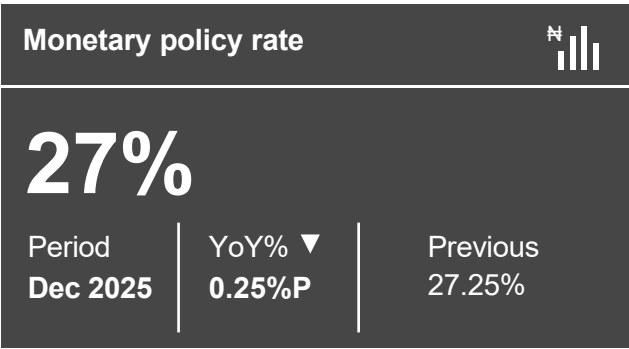 Monetary policy rate
₦
27%
Period
Dec 2025
YoY% ▼
0.25%P
Previous
27.25%